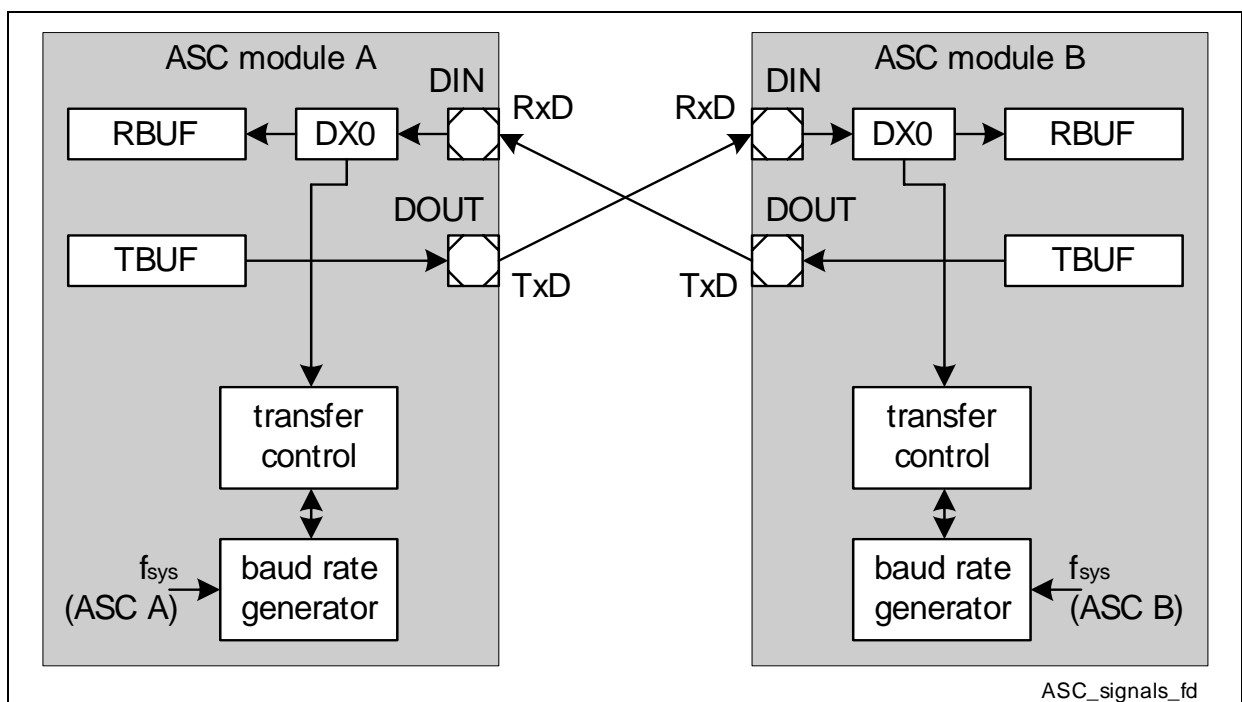 ASC module A
DIN
RxD
RBUF
DX0
DOUT
TBUF
TxD
transfer
control
fsys
(ASC A)
baud rate
generator
ASC module B
RxD
DIN
DX0
RBUF
DOUT
TxD
TBUF
transfer
control
baud rate
generator
fsys
(ASC B)
ASC_signals_fd